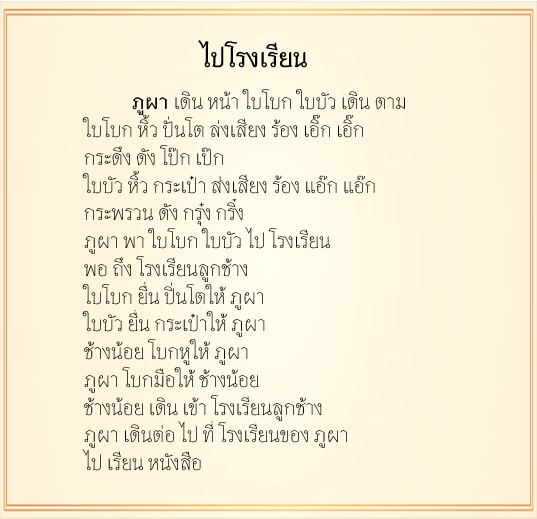 ไปโรงเรียน
ภูผา เดิน หน้า ใบโบก ใบบัว เดิน ตาม
ใบโบก หิ้ว ปิ่นโต ส่งเสียง ร้อง เอิ๊ก เอิ๊ก
กระดึง ดัง โป๊ก เป๊ก
ใบบัว หิ้ว กระเป๋า ส่งเสียง ร้อง แอ๊ก แอ๊ก
กระพรวน ดัง กรุ๋ง กริ๋ง
ภูผา พา ใบโบก ใบบัว ไป โรงเรียน
พอ ถึง โรงเรียนลูกช้าง
ใบโบก ยื่น ปิ่นโตให้ ภูผา
ใบบัว ยื่น กระเป๋าให้ ภูผา
ช้างน้อย โบกหูให้ ภูผา
ภูผา โบกมือให้ ช้างน้อย
ช้างน้อย เดิน เข้า โรงเรียนลูกช้าง
ภูผา เดินต่อ ไป ที่ โรงเรียนของ ภูผา
ไป เรียน หนังสือ